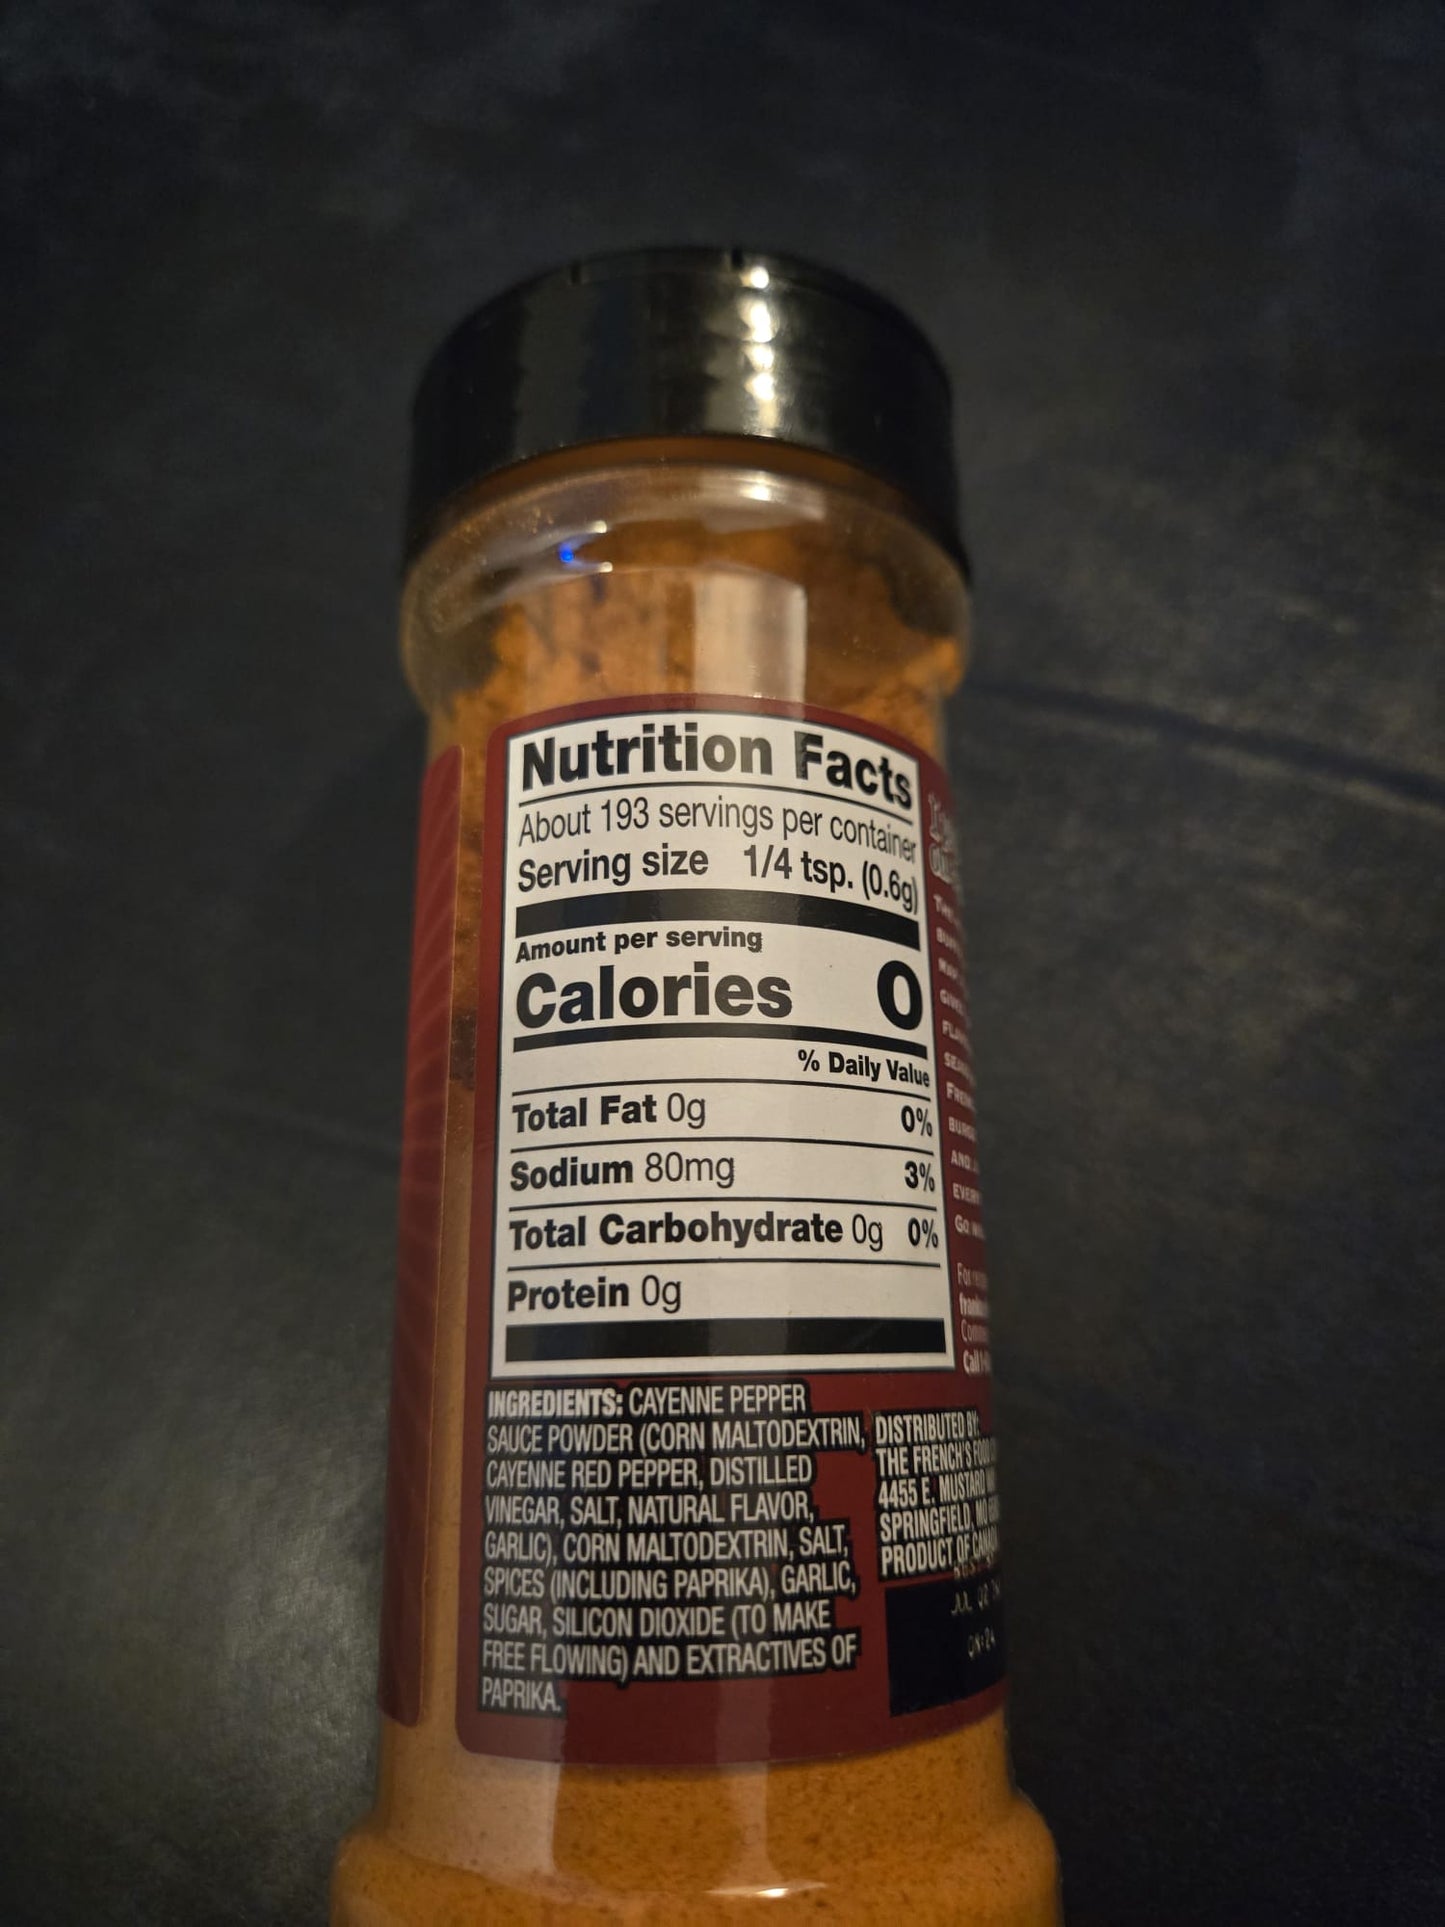 Nutrition Facts
About 193 servings per container
Serving size 1/4 tsp. (0.6g)
Amount per serving
Calories 0
% Daily Value
Total Fat 0g 0%
Sodium 80mg 3%
Total Carbohydrate 0g 0%
Protein 0g
INGREDIENTS: CAYENNE PEPPER
SAUCE POWDER (CORN MALTODEXTRIN,
CAYENNE RED PEPPER, DISTILLED
VINEGAR, SALT, NATURAL FLAVOR,
GARLIC), CORN MALTODEXTRIN, SALT,
SPICES (INCLUDING PAPRIKA), GARLIC,
SUGAR, SILICON DIOXIDE (TO MAKE
FREE FLOWING) AND EXTRACTIVES OF
PAPRIKA.
DISTRIBUTED BY:
THE FRENCH'S FOOD
4455 E. MUSTARD
SPRINGFIELD, MO
PRODUCT OF CANADA